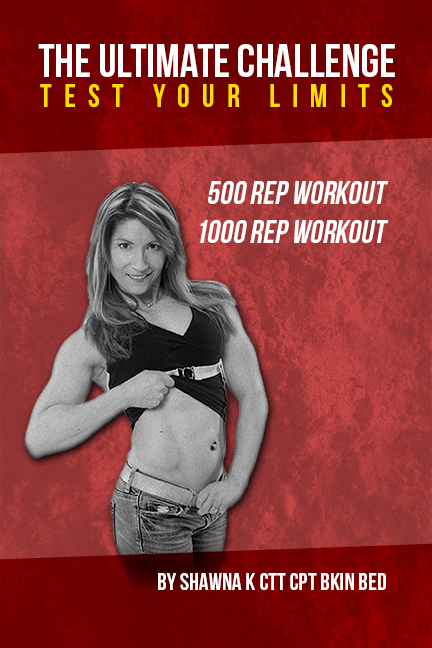 THE ULTIMATE CHALLENGE
TEST YOUR LIMITS
500 REP WORKOUT
1000 REP WORKOUT
BY SHAWNA K CTT CPT BKIN BED